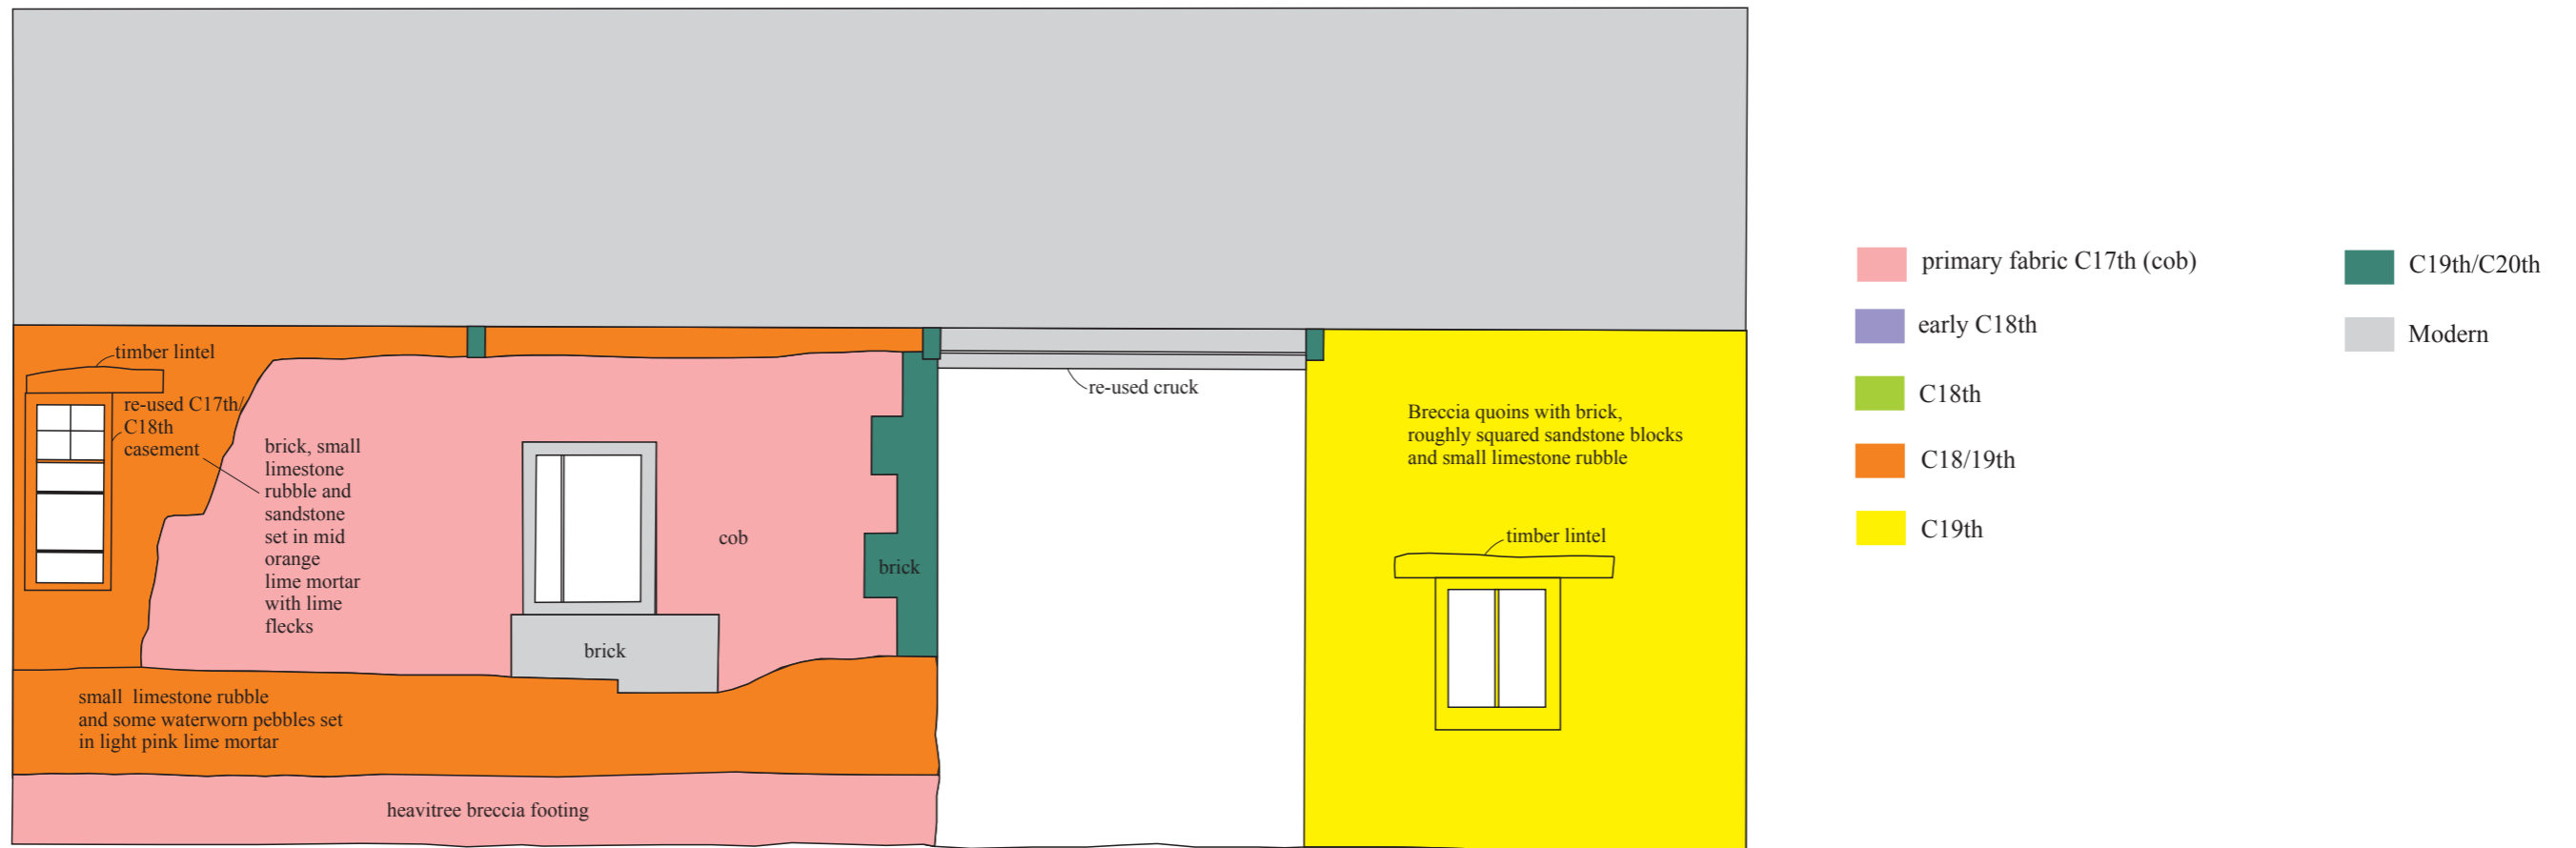 timber lintel
re-used C17th/
C18th
casement
brick, small
limestone
rubble and
sandstone
set in mid
orange
lime mortar
with lime
flecks
cob
brick
brick
small limestone rubble
and some waterworn pebbles set
in light pink lime mortar
heavitree breccia footing
re-used cruck
Breccia quoins with brick,
roughly squared sandstone blocks
and small limestone rubble
timber lintel
primary fabric C17th (cob)
early C18th
C18th
C18/19th
C19th
C19th/C20th
Modern